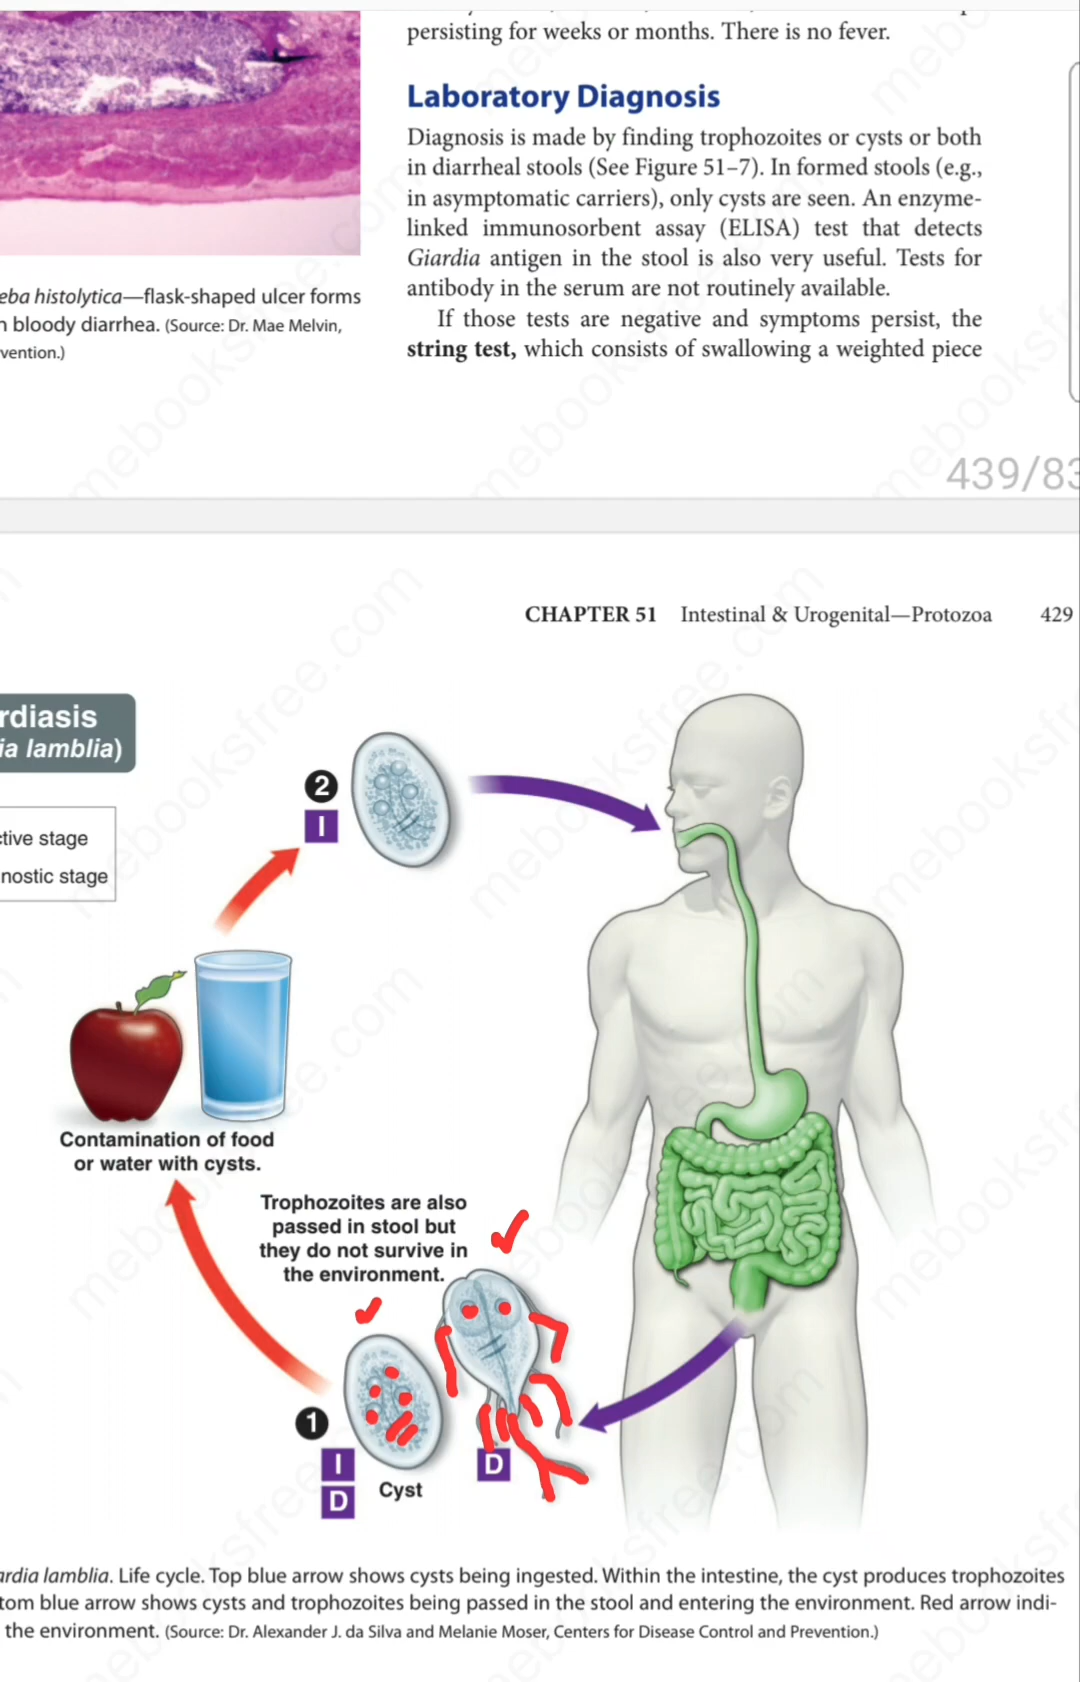 persisting for weeks or months. There is no fever.
Laboratory Diagnosis
Diagnosis is made by finding trophozoites or cysts or both
in diarrheal stools (See Figure 51–7). In formed stools (e.g.,
in asymptomatic carriers), only cysts are seen. An enzyme-
linked immunosorbent assay (ELISA) test that detects
Giardia antigen in the stool is also very useful. Tests for
antibody in the serum are not routinely available.
If those tests are negative and symptoms persist, the
string test, which consists of swallowing a weighted piece
eba histolytica—flask-shaped ulcer forms
n bloody diarrhea. (Source: Dr. Mae Melvin,
vention.)
439/83
CHAPTER 51 Intestinal & Urogenital—Protozoa 429
rdiasis
ia lamblia)
ctive stage
nostic stage
2
I
Contamination of food
or water with cysts.
Trophozoites are also
passed in stool but
they do not survive in
the environment.
1
I
D
Cyst
D
ardia lamblia. Life cycle. Top blue arrow shows cysts being ingested. Within the intestine, the cyst produces trophozoites
tom blue arrow shows cysts and trophozoites being passed in the stool and entering the environment. Red arrow indi-
the environment. (Source: Dr. Alexander J. da Silva and Melanie Moser, Centers for Disease Control and Prevention.)
mebooksfree.com